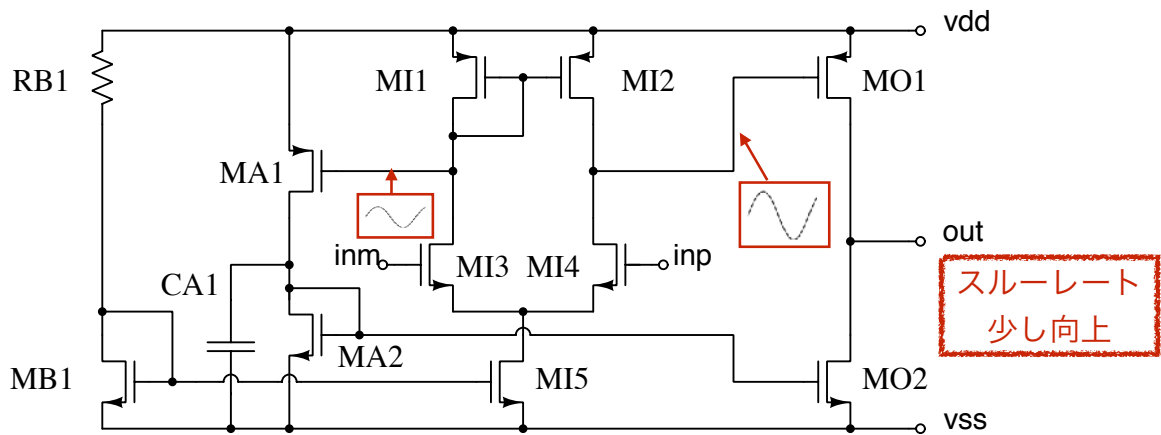 vdd
RB1
MI1
MI2
MO1
MA1
inm
MI3
MI4
inp
out
CA1
スルーレート
少し向上
MA2
MB1
MI5
MO2
vss